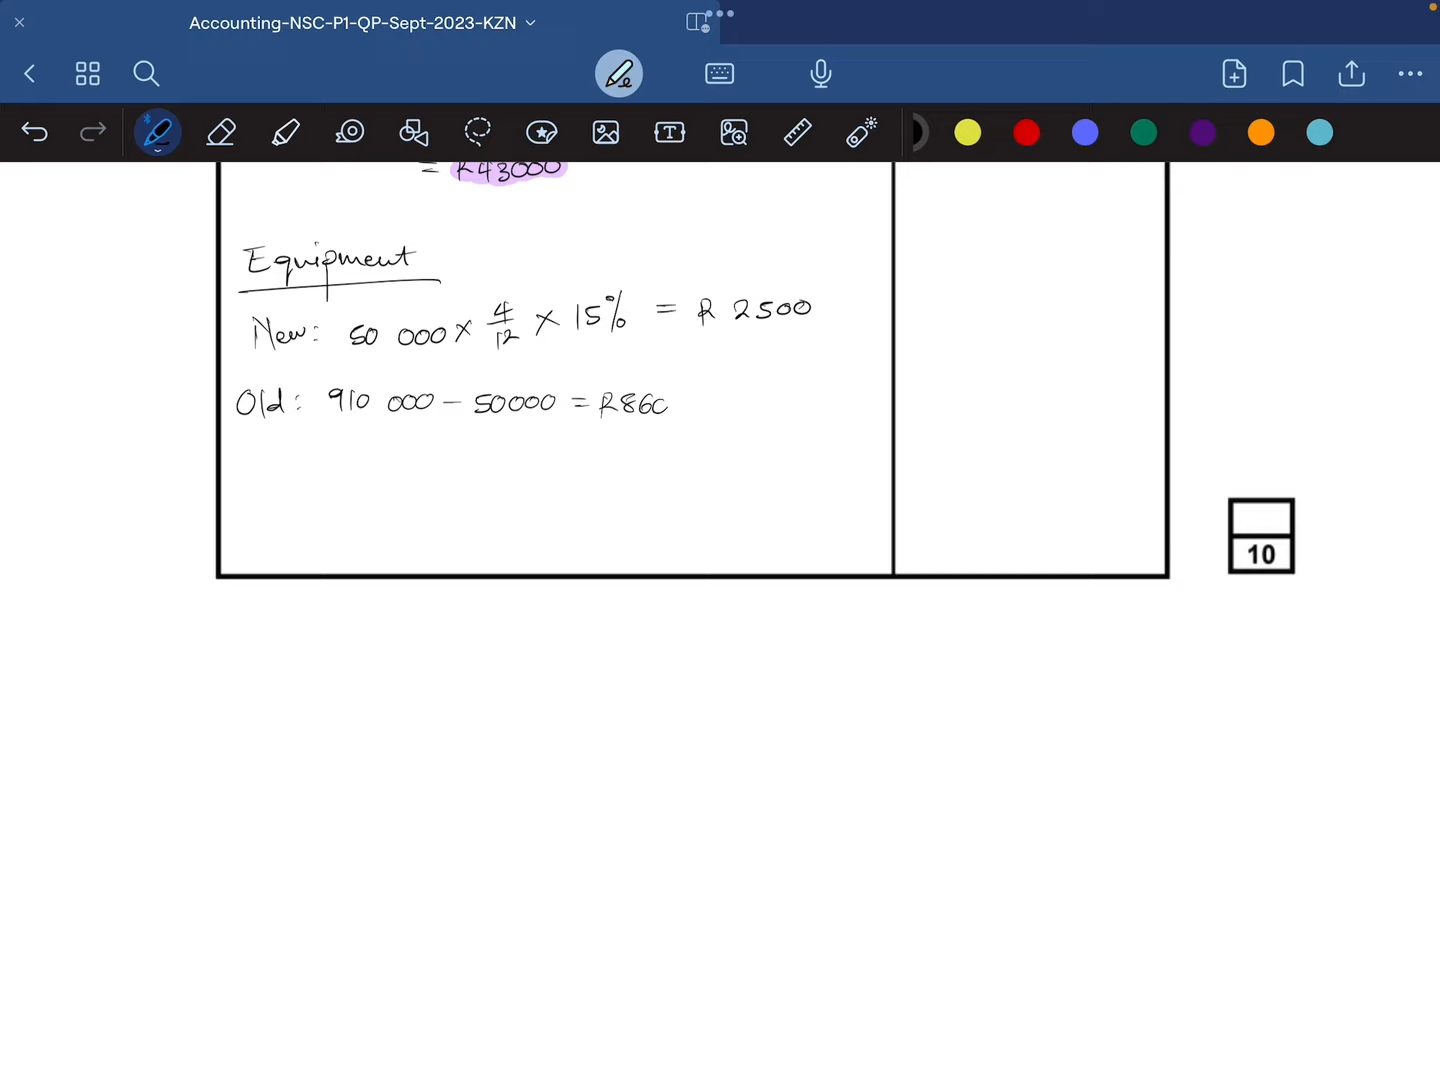 Accounting-NSC-P1-QP-Sept-2023-KZN
= R43000
Equipment
New: 50 000 × 4/12 × 15% = R 2500
Old: 910 000 - 50000 = R860
10